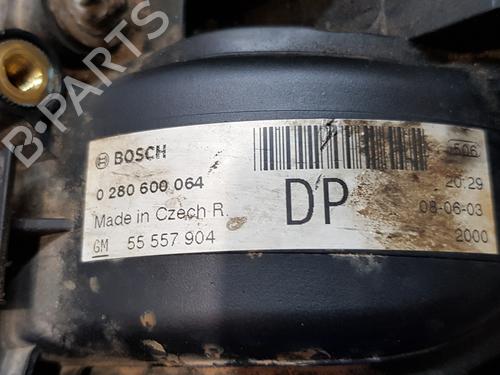 BOSCH
0 280 600 064
Made in Czech R.
GM 55 557 904
DP
506
20:29
08-06-03
2000
B-PARTS